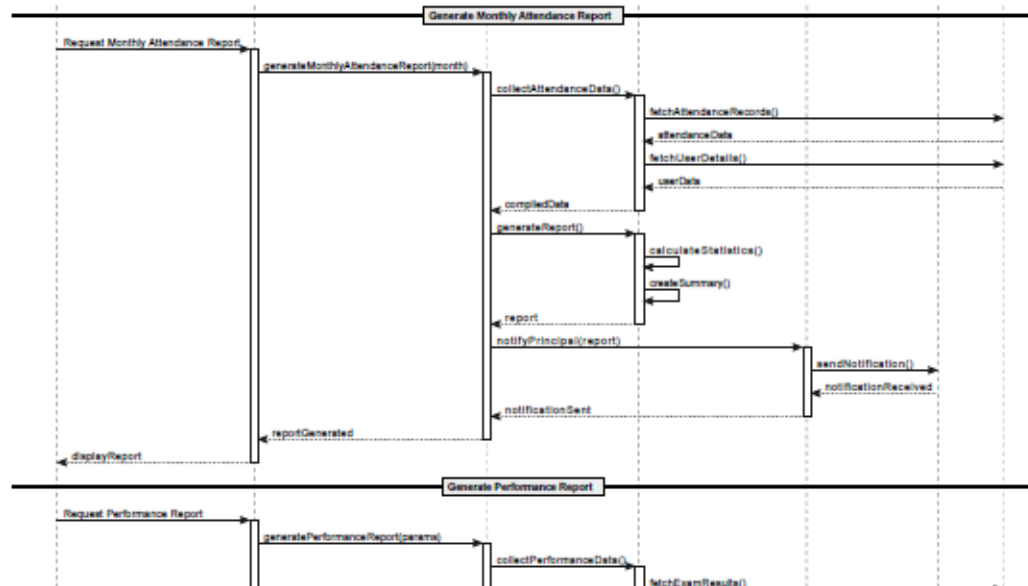 Generate Monthly Attendance Report
Request Monthly Attendance Report
generateMonthlyAttendanceReport(month)
collectAttendanceData()
fetchAttendanceRecords()
attendanceData
fetchUserDetails()
userData
compiledData
generateReport()
calculateStatistics()
createSummary()
report
notifyPrincipal(report)
sendNotification()
notificationReceived
notificationSent
reportGenerated
displayReport
Generate Performance Report
Request Performance Report
generatePerformanceReport(params)
collectPerformanceData()
fetchExamResults()